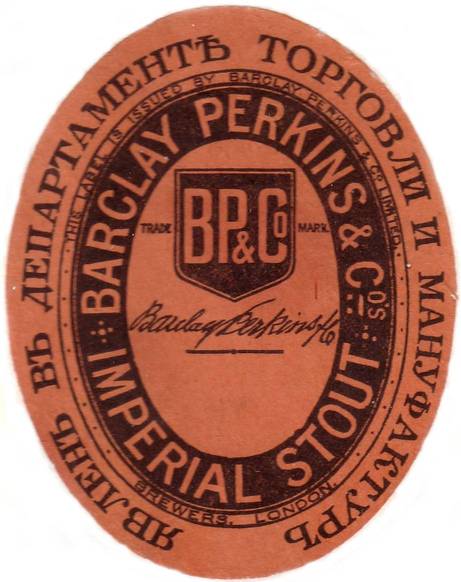 ЯВЛЕНЪ ВЪ ДЕПАРТАМЕНТѢ ТОРГОВЛИ И МАНУФАКТУРЪ
THIS LABEL IS ISSUED BY BARCLAY PERKINS & Co LIMITED.
BREWERS, LONDON.
BARCLAY PERKINS & Co's
IMPERIAL STOUT
BP&Co
TRADE MARK
Barclay Perkins & Co